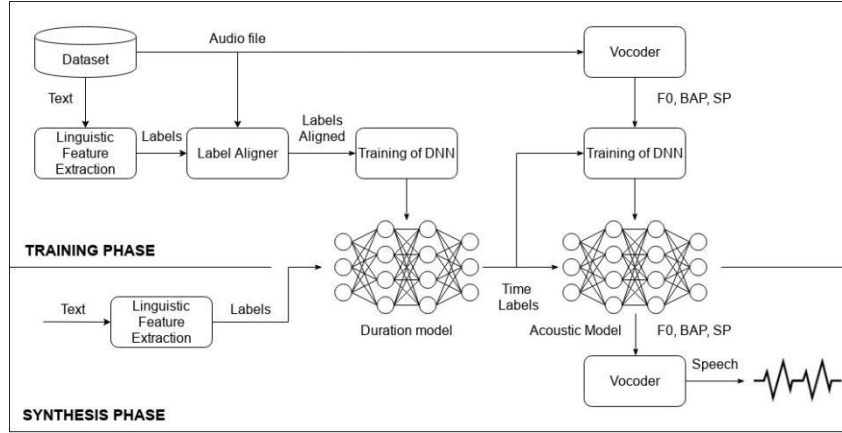 Dataset
Audio file
Vocoder
Text
F0, BAP, SP
Linguistic
Feature
Extraction
Labels
Label Aligner
Labels
Aligned
Training of DNN
Training of DNN
TRAINING PHASE
Text
Linguistic
Feature
Extraction
Labels
Duration model
Time
Labels
Acoustic Model
F0, BAP, SP
Vocoder
Speech
SYNTHESIS PHASE